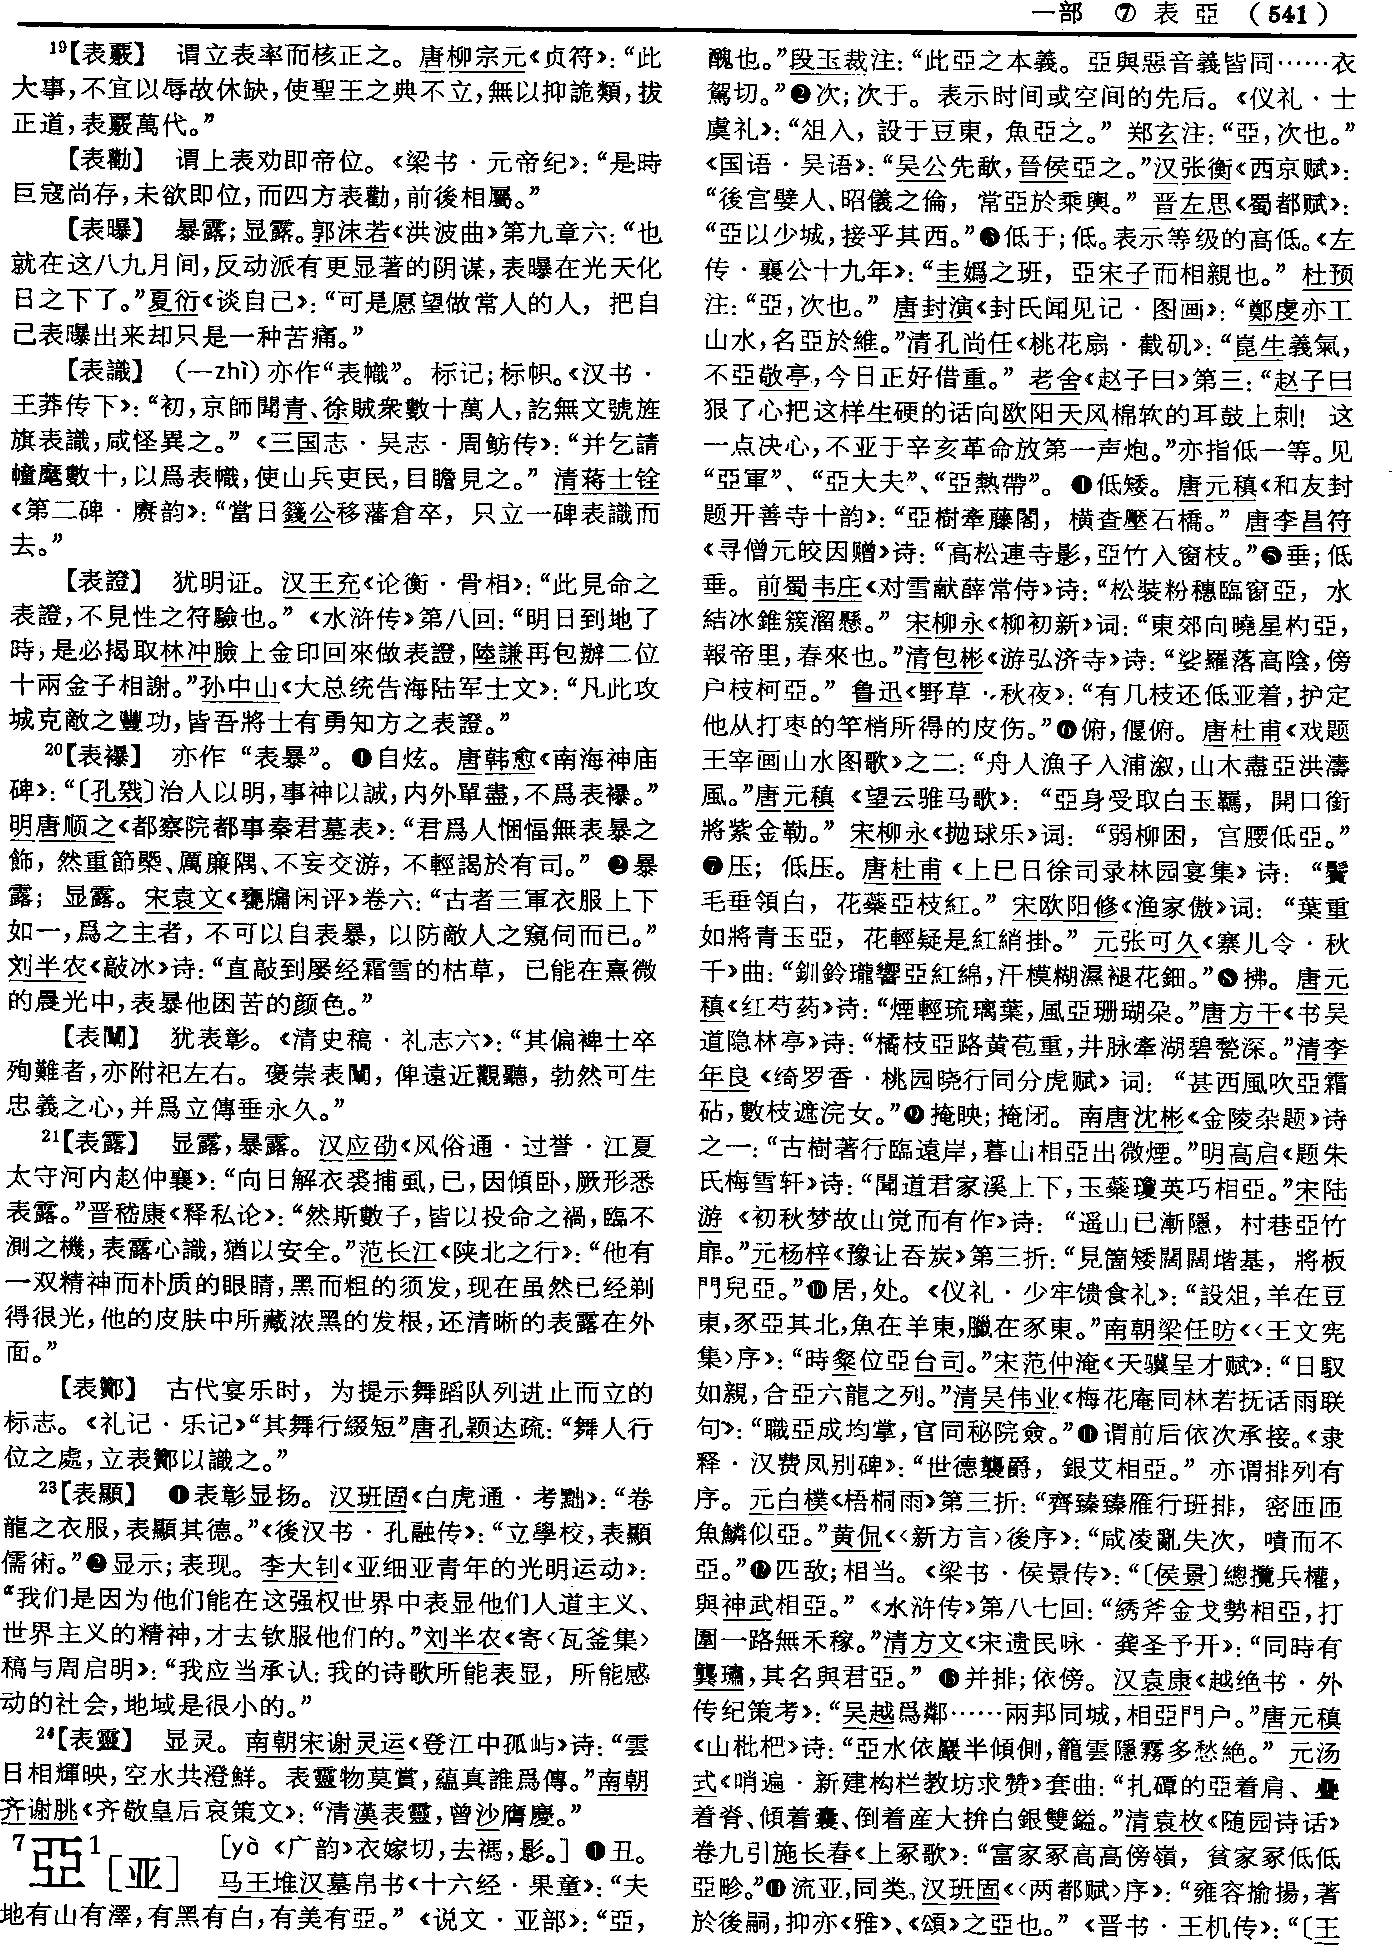 一部 ⑦ 表 亞 （541）
19【表覈】 谓立表率而核正之。唐柳宗元《贞符》：“此
大事，不宜以辱故休缺，使聖王之典不立，無以抑詭類，拔
正道，表覈萬代。”
【表勸】 谓上表劝即帝位。《梁书·元帝纪》：“是時
巨寇尚存，未欲即位，而四方表勸，前後相屬。”
【表曝】 暴露；显露。郭沫若《洪波曲》第九章六：“也
就在这八九月间，反动派有更显著的阴谋，表曝在光天化
日之下了。”夏衍《谈自己》：“可是愿望做常人的人，把自
己表曝出来却只是一种苦痛。”
【表識】 （—zhì）亦作“表幟”。标记；标帜。《汉书·
王莽传下》：“初，京師聞青、徐賊衆數十萬人，訖無文號旌
旗表識，咸怪異之。”《三国志·吴志·周鲂传》：“并乞請
幢麾數十，以爲表幟，使山兵吏民，目瞻見之。”清蒋士铨
《第二碑·赓韵》：“當日錢公移藩倉卒，只立一碑表識而
去。”
【表證】 犹明证。汉王充《论衡·骨相》：“此見命之
表證，不見性之符驗也。”《水浒传》第八回：“明日到地了
時，是必揭取林冲臉上金印回來做表證，陸謙再包辦二位
十兩金子相謝。”孙中山《大总统告海陆军士文》：“凡此攻
城克敵之豐功，皆吾將士有勇知方之表證。”
20【表襮】 亦作“表暴”。❶自炫。唐韩愈《南海神庙
碑》：“〔孔戣〕治人以明，事神以誠，内外單盡，不爲表襮。”
明唐顺之《都察院都事秦君墓表》：“君爲人悃愊無表暴之
飾，然重節槩、厲廉隅、不妄交游，不輕謁於有司。”❷暴
露；显露。宋袁文《甕牖闲评》卷六：“古者三軍衣服上下
如一，爲之主者，不可以自表暴，以防敵人之窺伺而已。”
刘半农《敲冰》诗：“直敲到屡经霜雪的枯草，已能在熹微
的晨光中，表暴他困苦的颜色。”
【表闡】 犹表彰。《清史稿·礼志六》：“其偏裨士卒
殉難者，亦附祀左右。褒崇表闡，俾遠近觀聽，勃然可生
忠義之心，并爲立傳垂永久。”
21【表露】 显露，暴露。汉应劭《风俗通·过誉·江夏
太守河内赵仲襄》：“向日解衣裘捕虱，已，因傾卧，厥形悉
表露。”晋嵇康《释私论》：“然斯數子，皆以投命之禍，臨不
測之機，表露心識，猶以安全。”范长江《陕北之行》：“他有
一双精神而朴质的眼睛，黑而粗的须发，现在虽然已经剃
得很光，他的皮肤中所藏浓黑的发根，还清晰的表露在外
面。”
【表酇】 古代宴乐时，为提示舞蹈队列进止而立的
标志。《礼记·乐记》“其舞行綴短”唐孔颖达疏：“舞人行
位之處，立表酇以識之。”
23【表顯】 ❶表彰显扬。汉班固《白虎通·考黜》：“卷
龍之衣服，表顯其德。”《後汉书·孔融传》：“立學校，表顯
儒術。”❷显示；表现。李大钊《亚细亚青年的光明运动》：
“我们是因为他们能在这强权世界中表显他们人道主义、
世界主义的精神，才去钦服他们的。”刘半农《寄〈瓦釜集〉
稿与周启明》：“我应当承认：我的诗歌所能表显，所能感
动的社会，地域是很小的。”
24【表靈】 显灵。南朝宋谢灵运《登江中孤屿》诗：“雲
日相輝映，空水共澄鮮。表靈物莫賞，藴真誰爲傳。”南朝
齐谢朓《齐敬皇后哀策文》：“清漢表靈，曾沙膺慶。”
7亞1［亚］ ［yà 《广韵》衣嫁切，去禡，影。］❶丑。
马王堆汉墓帛书《十六经·果童》：“夫
地有山有澤，有黑有白，有美有亞。”《说文·亚部》：“亞，
醜也。”段玉裁注：“此亞之本義。亞與惡音義皆同……衣
駕切。”❷次；次于。表示时间或空间的先后。《仪礼·士
虞礼》：“俎入，設于豆東，魚亞之。”郑玄注：“亞，次也。”
《国语·吴语》：“吴公先歃，晉侯亞之。”汉张衡《西京赋》：
“後宫嬖人、昭儀之倫，常亞於乘輿。”晋左思《蜀都赋》：
“亞以少城，接乎其西。”❸低于；低。表示等级的高低。《左
传·襄公十九年》：“圭嬀之班，亞宋子而相親也。”杜预
注：“亞，次也。”唐封演《封氏闻见记·图画》：“鄭虔亦工
山水，名亞於維。”清孔尚任《桃花扇·截矶》：“崑生義氣，
不亞敬亭，今日正好借重。”老舍《赵子曰》第三：“赵子曰
狠了心把这样生硬的话向欧阳天风棉软的耳鼓上刺！这
一点决心，不亚于辛亥革命放第一声炮。”亦指低一等。见
“亞軍”、“亞大夫”、“亞熱帶”。❹低矮。唐元稹《和友封
题开善寺十韵》：“亞樹牽藤閣，横查壓石橋。”唐李昌符
《寻僧元皎因赠》诗：“高松連寺影，亞竹入窗枝。”❺垂；低
垂。前蜀韦庄《对雪献薛常侍》诗：“松裝粉穗臨窗亞，水
結冰錐簇溜懸。”宋柳永《柳初新》词：“東郊向曉星杓亞，
報帝里，春來也。”清包彬《游弘济寺》诗：“娑羅落高陰，傍
户枝柯亞。”鲁迅《野草·秋夜》：“有几枝还低亚着，护定
他从打枣的竿梢所得的皮伤。”❻俯，偃俯。唐杜甫《戏题
王宰画山水图歌》之二：“舟人漁子入浦溆，山木盡亞洪濤
風。”唐元稹《望云骓马歌》：“亞身受取白玉羈，開口銜
將紫金勒。”宋柳永《抛球乐》词：“弱柳困，宫腰低亞。”
❼压；低压。唐杜甫《上巳日徐司录林园宴集》诗：“鬢
毛垂領白，花蘂亞枝紅。”宋欧阳修《渔家傲》词：“葉重
如將青玉亞，花輕疑是紅綃掛。”元张可久《寨儿令·秋
千》曲：“釧鈴瓏響亞紅綿，汗模糊濕褪花鈿。”❽拂。唐元
稹《红芍药》诗：“煙輕琉璃葉，風亞珊瑚朵。”唐方干《书吴
道隐林亭》诗：“橘枝亞路黄苞重，井脉牽湖碧甃深。”清李
年良《绮罗香·桃园晓行同分虎赋》词：“甚西風吹亞霜
砧，數枝遮浣女。”❾掩映；掩闭。南唐沈彬《金陵杂题》诗
之一：“古樹著行臨遠岸，暮山相亞出微煙。”明高启《题朱
氏梅雪轩》诗：“聞道君家溪上下，玉蘂瓊英巧相亞。”宋陆
游《初秋梦故山觉而有作》诗：“遥山已漸隱，村巷亞竹
扉。”元杨梓《豫让吞炭》第三折：“見箇矮闊闊堦基，將板
門兒亞。”❿居，处。《仪礼·少牢馈食礼》：“設俎，羊在豆
東，豕亞其北，魚在羊東，臘在豕東。”南朝梁任昉《〈王文宪
集〉序》：“時粲位亞台司。”宋范仲淹《天骥呈才赋》：“日馭
如親，合亞六龍之列。”清吴伟业《梅花庵同林若抚话雨联
句》：“職亞成均掌，官同秘院僉。”⓫谓前后依次承接。《隶
释·汉费凤别碑》：“世德襲爵，銀艾相亞。”亦谓排列有
序。元白樸《梧桐雨》第三折：“齊臻臻雁行班排，密匝匝
魚鱗似亞。”黄侃《〈新方言〉後序》：“咸凌亂失次，嘖而不
亞。”⓬匹敌；相当。《梁书·侯景传》：“〔侯景〕總攬兵權，
與神武相亞。”《水浒传》第八七回：“綉斧金戈勢相亞，打
圍一路無禾稼。”清方文《宋遗民咏·龚圣予开》：“同時有
龔璛，其名與君亞。”⓭并排；依傍。汉袁康《越绝书·外
传纪策考》：“吴越爲鄰……兩邦同城，相亞門户。”唐元稹
《山枇杷》诗：“亞水依巖半傾側，籠雲隱霧多愁絶。”元汤
式《哨遍·新建构栏教坊求赞》套曲：“扎磹的亞着肩、疊
着脊、傾着囊、倒着産大拚白銀雙鎰。”清袁枚《随园诗话》
卷九引施长春《上冢歌》：“富家冢高高傍嶺，貧家冢低低
亞畛。”⓮流亚，同类。汉班固《〈两都赋〉序》：“雍容揄揚，著
於後嗣，抑亦《雅》、《頌》之亞也。”《晋书·王机传》：“〔王